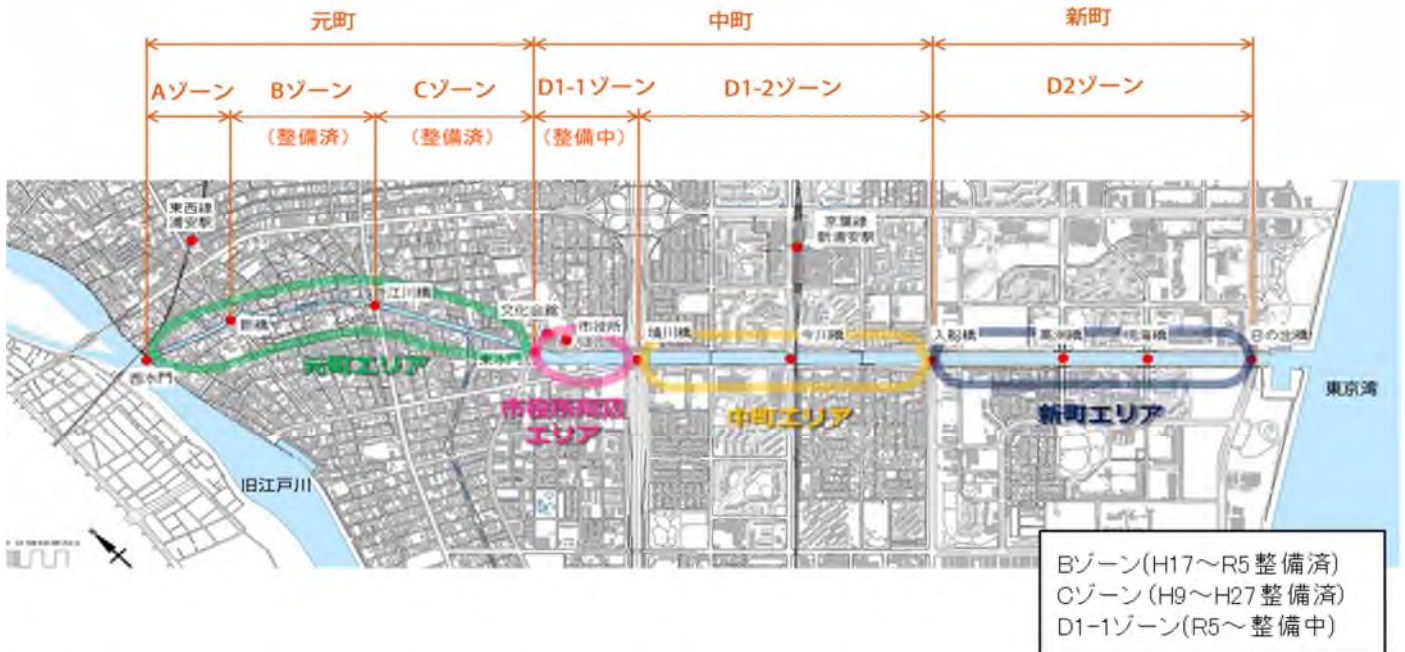 元町
中町
新町
Aゾーン
Bゾーン
Cゾーン
D1-1ゾーン
D1-2ゾーン
D2ゾーン
(整備済)
(整備済)
(整備中)
東西線
浦安駅
京葉線
新浦安駅
新橋
江川橋
文化会館
市役所
境川橋
今川橋
入船橋
高洲橋
明海橋
日の出橋
西水門
東水門
元町エリア
市役所周辺
エリア
中町エリア
新町エリア
東京湾
旧江戸川
Bゾーン(H17～R5整備済)
Cゾーン(H9～H27整備済)
D1-1ゾーン(R5～整備中)